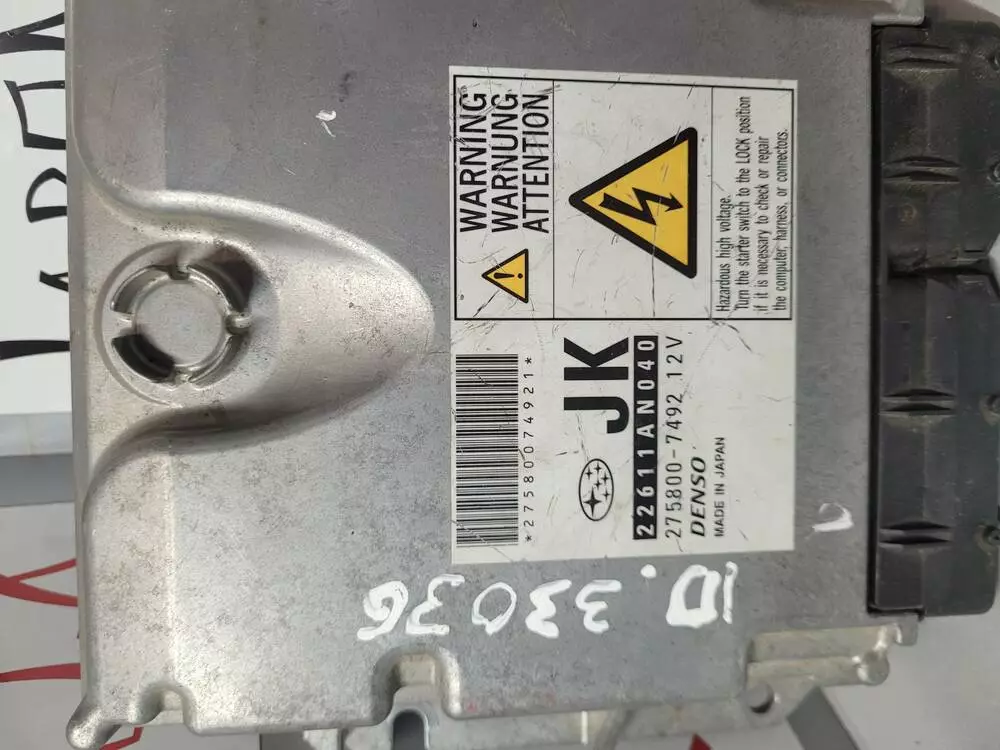 WARNING
WARNUNG
ATTENTION
Hazardous high voltage.
Turn the starter switch to the LOCK position
if it is necessary to check or repair
the computer, harness, or connectors.
*27580074921*
JK
22611AN040
275800-7492 12V
DENSO
MADE IN JAPAN
ID. 33036